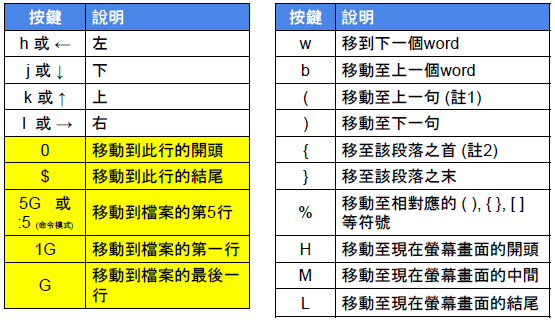 按鍵 說明
h 或 ← 左
j 或 ↓ 下
k 或 ↑ 上
l 或 → 右
0 移動到此行的開頭
$ 移動到此行的結尾
5G 或
:5 (命令模式) 移動到檔案的第5行
1G 移動到檔案的第一行
G 移動到檔案的最後一
行
按鍵 說明
w 移到下一個word
b 移動至上一個word
( 移動至上一句 (註1)
) 移動至下一句
{ 移至該段落之首 (註2)
} 移至該段落之末
% 移動至相對應的 ( ), { }, [ ]
等符號
H 移動至現在螢幕畫面的開頭
M 移動至現在螢幕畫面的中間
L 移動至現在螢幕畫面的結尾